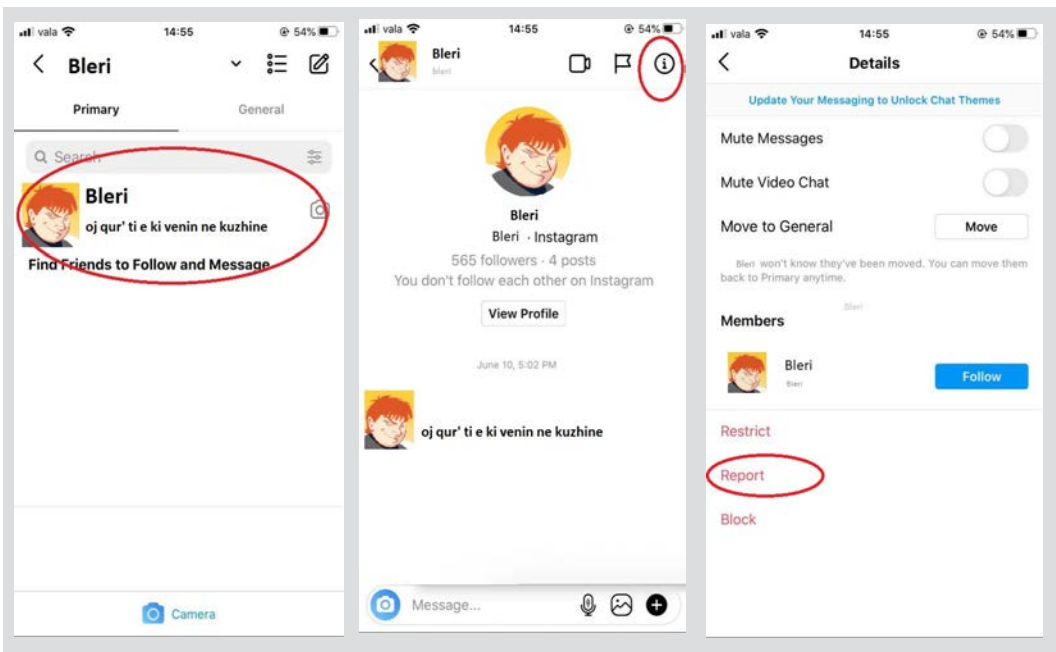 vala
14:55
54%
Bleri
Primary
General
Search
Bleri
oj qur' ti e ki venin ne kuzhine
Find Friends to Follow and Message
Camera
vala
14:55
54%
Bleri
bleri
Bleri
Bleri · Instagram
565 followers · 4 posts
You don't follow each other on Instagram
View Profile
June 10, 5:02 PM
oj qur' ti e ki venin ne kuzhine
Message...
vala
14:55
54%
Details
Update Your Messaging to Unlock Chat Themes
Mute Messages
Mute Video Chat
Move to General
Move
Bleri won't know they've been moved. You can move them
back to Primary anytime.
Bleri
Members
Bleri
Bleri
Follow
Restrict
Report
Block